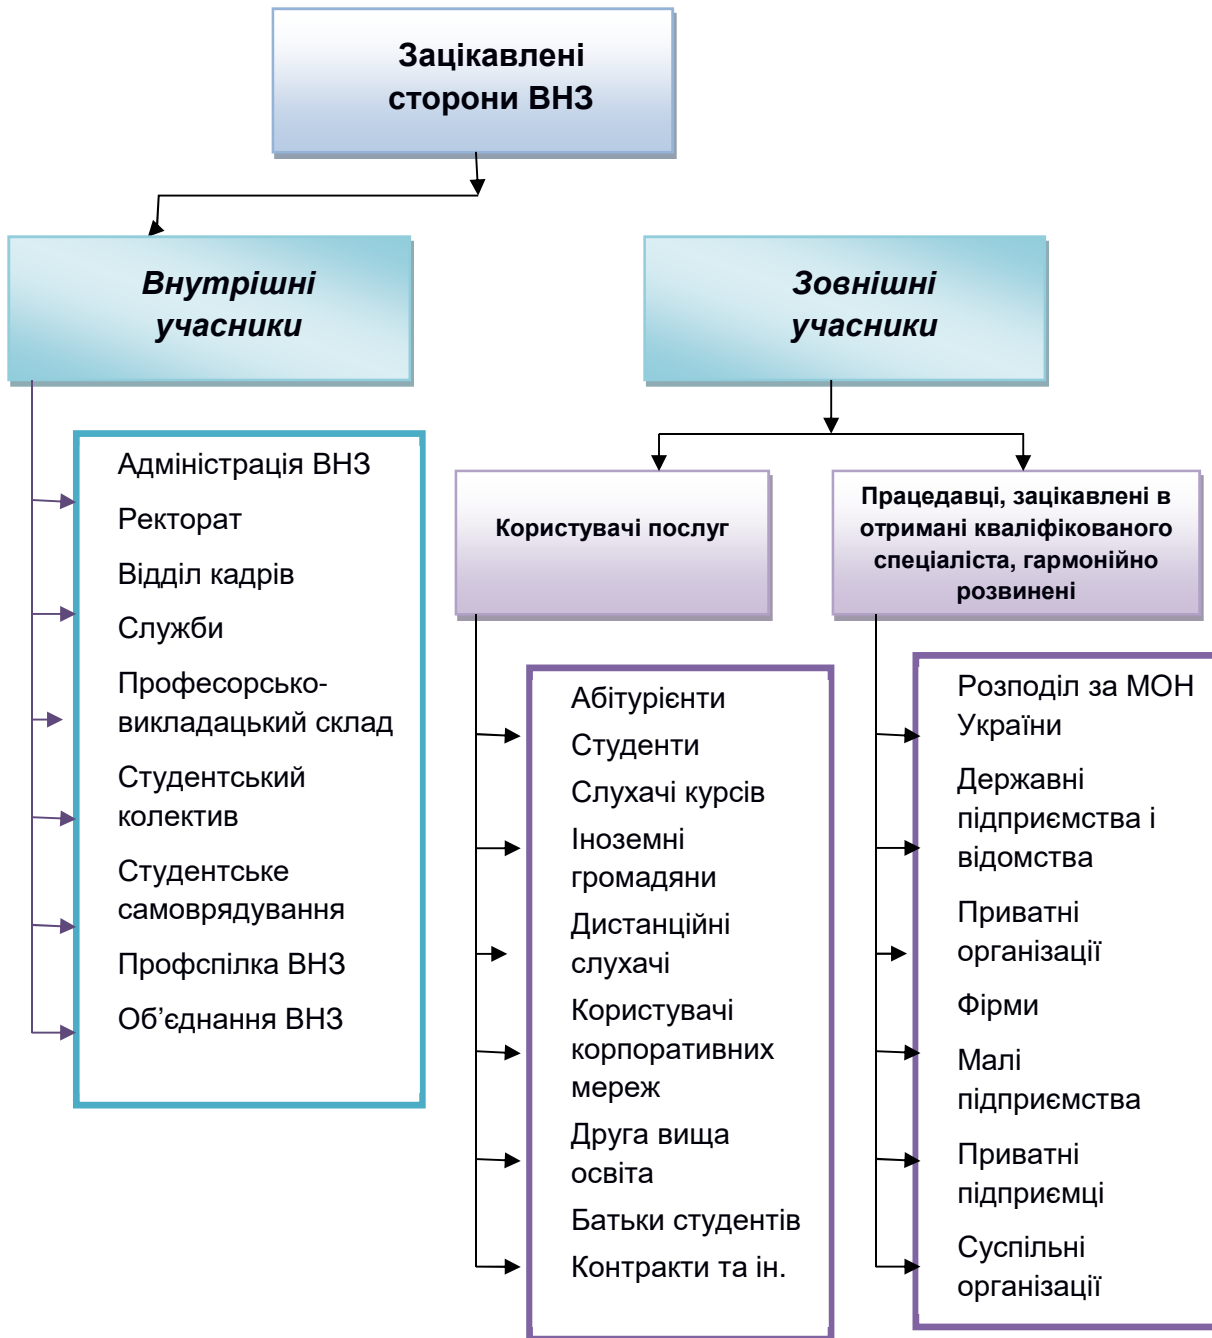 Зацікавлені
сторони ВНЗ
Внутрішні
учасники
Зовнішні
учасники
Адміністрація ВНЗ
Ректорат
Відділ кадрів
Служби
Професорсько-
викладацький склад
Студентський
колектив
Студентське
самоврядування
Профспілка ВНЗ
Об’єднання ВНЗ
Користувачі послуг
Працедавці, зацікавлені в
отримані кваліфікованого
спеціаліста, гармонійно
розвинені
Абітурієнти
Студенти
Слухачі курсів
Іноземні
громадяни
Дистанційні
слухачі
Користувачі
корпоративних
мереж
Друга вища
освіта
Батьки студентів
Контракти та ін.
Розподіл за МОН
України
Державні
підприємства і
відомства
Приватні
організації
Фірми
Малі
підприємства
Приватні
підприємці
Суспільні
організації